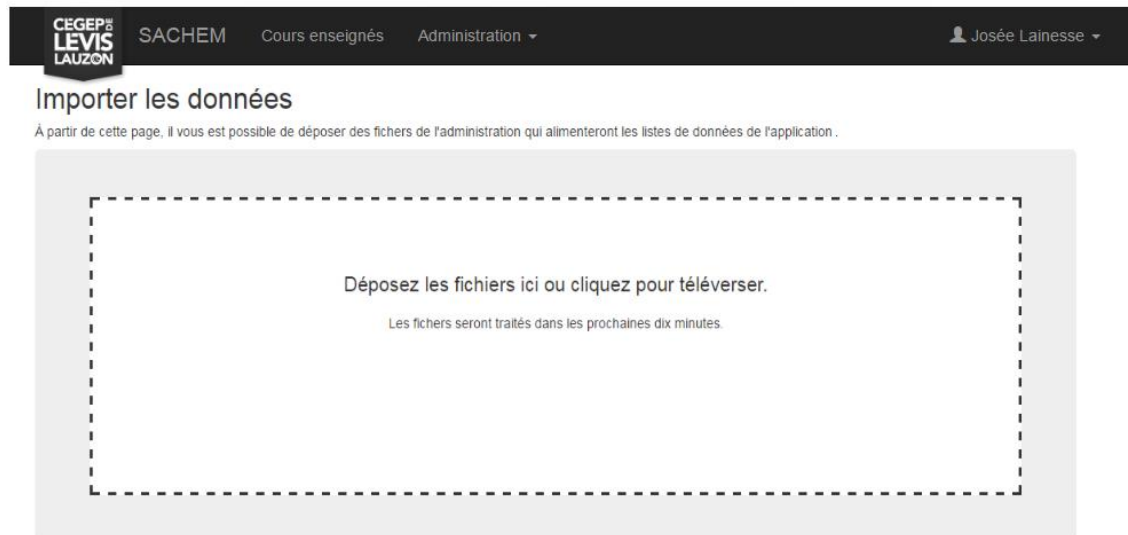 CEGEP DE
LEVIS
LAUZON
SACHEM Cours enseignés Administration Josée Lainesse
Importer les données
À partir de cette page, il vous est possible de déposer des fichers de l'administration qui alimenteront les listes de données de l'application .
Déposez les fichiers ici ou cliquez pour téléverser.
Les fichers seront traités dans les prochaines dix minutes.